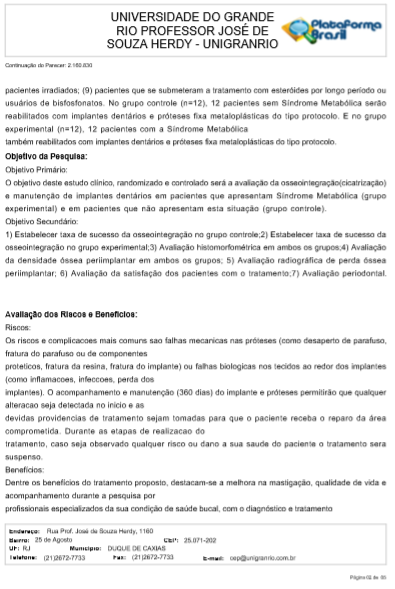 UNIVERSIDADE DO GRANDE
RIO PROFESSOR JOSÉ DE
SOUZA HERDY - UNIGRANRIO
Plataforma
Brasil
Continuação do Parecer: 2.160.630
pacientes irradiados; (9) pacientes que se submeteram a tratamento com esteróides por longo período ou
usuários de bisfosfonatos. No grupo controle (n=12), 12 pacientes sem Síndrome Metabólica serão
reabilitados com implantes dentários e próteses fixa metaloplásticas do tipo protocolo. E no grupo
experimental (n=12), 12 pacientes com a Síndrome Metabólica
também reabilitados com implantes dentários e próteses fixa metaloplásticas do tipo protocolo.
Objetivo da Pesquisa:
Objetivo Primário:
O objetivo deste estudo clínico, randomizado e controlado será a avaliação da osseointegração(cicatrização)
e manutenção de implantes dentários em pacientes que apresentam Síndrome Metabólica (grupo
experimental) e em pacientes que não apresentam esta situação (grupo controle).
Objetivo Secundário:
1) Estabelecer taxa de sucesso da osseointegração no grupo controle;2) Estabelecer taxa de sucesso da
osseointegração no grupo experimental;3) Avaliação histomorfométrica em ambos os grupos;4) Avaliação
da densidade óssea periimplantar em ambos os grupos; 5) Avaliação radiográfica de perda óssea
periimplantar; 6) Avaliação da satisfação dos pacientes com o tratamento;7) Avaliação periodontal.
Avaliação dos Riscos e Benefícios:
Riscos:
Os riscos e complicacoes mais comuns sao falhas mecanicas nas próteses (como desaperto de parafuso,
fratura do parafuso ou de componentes
proteticos, fratura da resina, fratura do implante) ou falhas biologicas nos tecidos ao redor dos implantes
(como inflamacoes, infeccoes, perda dos
implantes). O acompanhamento e manutenção (360 dias) do implante e próteses permitirão que qualquer
alteracao seja detectada no inicio e as
devidas providencias de tratamento sejam tomadas para que o paciente receba o reparo da área
comprometida. Durante as etapas de realizacao do
tratamento, caso seja observado qualquer risco ou dano a sua saude do paciente o tratamento sera
suspenso.
Benefícios:
Dentre os benefícios do tratamento proposto, destacam-se a melhora na mastigação, qualidade de vida e
acompanhamento durante a pesquisa por
profissionais especializados da sua condição de saúde bucal, com o diagnóstico e tratamento
Endereço: Rua Prof. José de Souza Herdy, 1160
Bairro: 25 de Agosto CEP: 25.071-202
UF: RJ Município: DUQUE DE CAXIAS
Telefone: (21)2672-7733 Fax: (21)2672-7733 E-mail: cep@unigranrio.com.br
Página 02 de